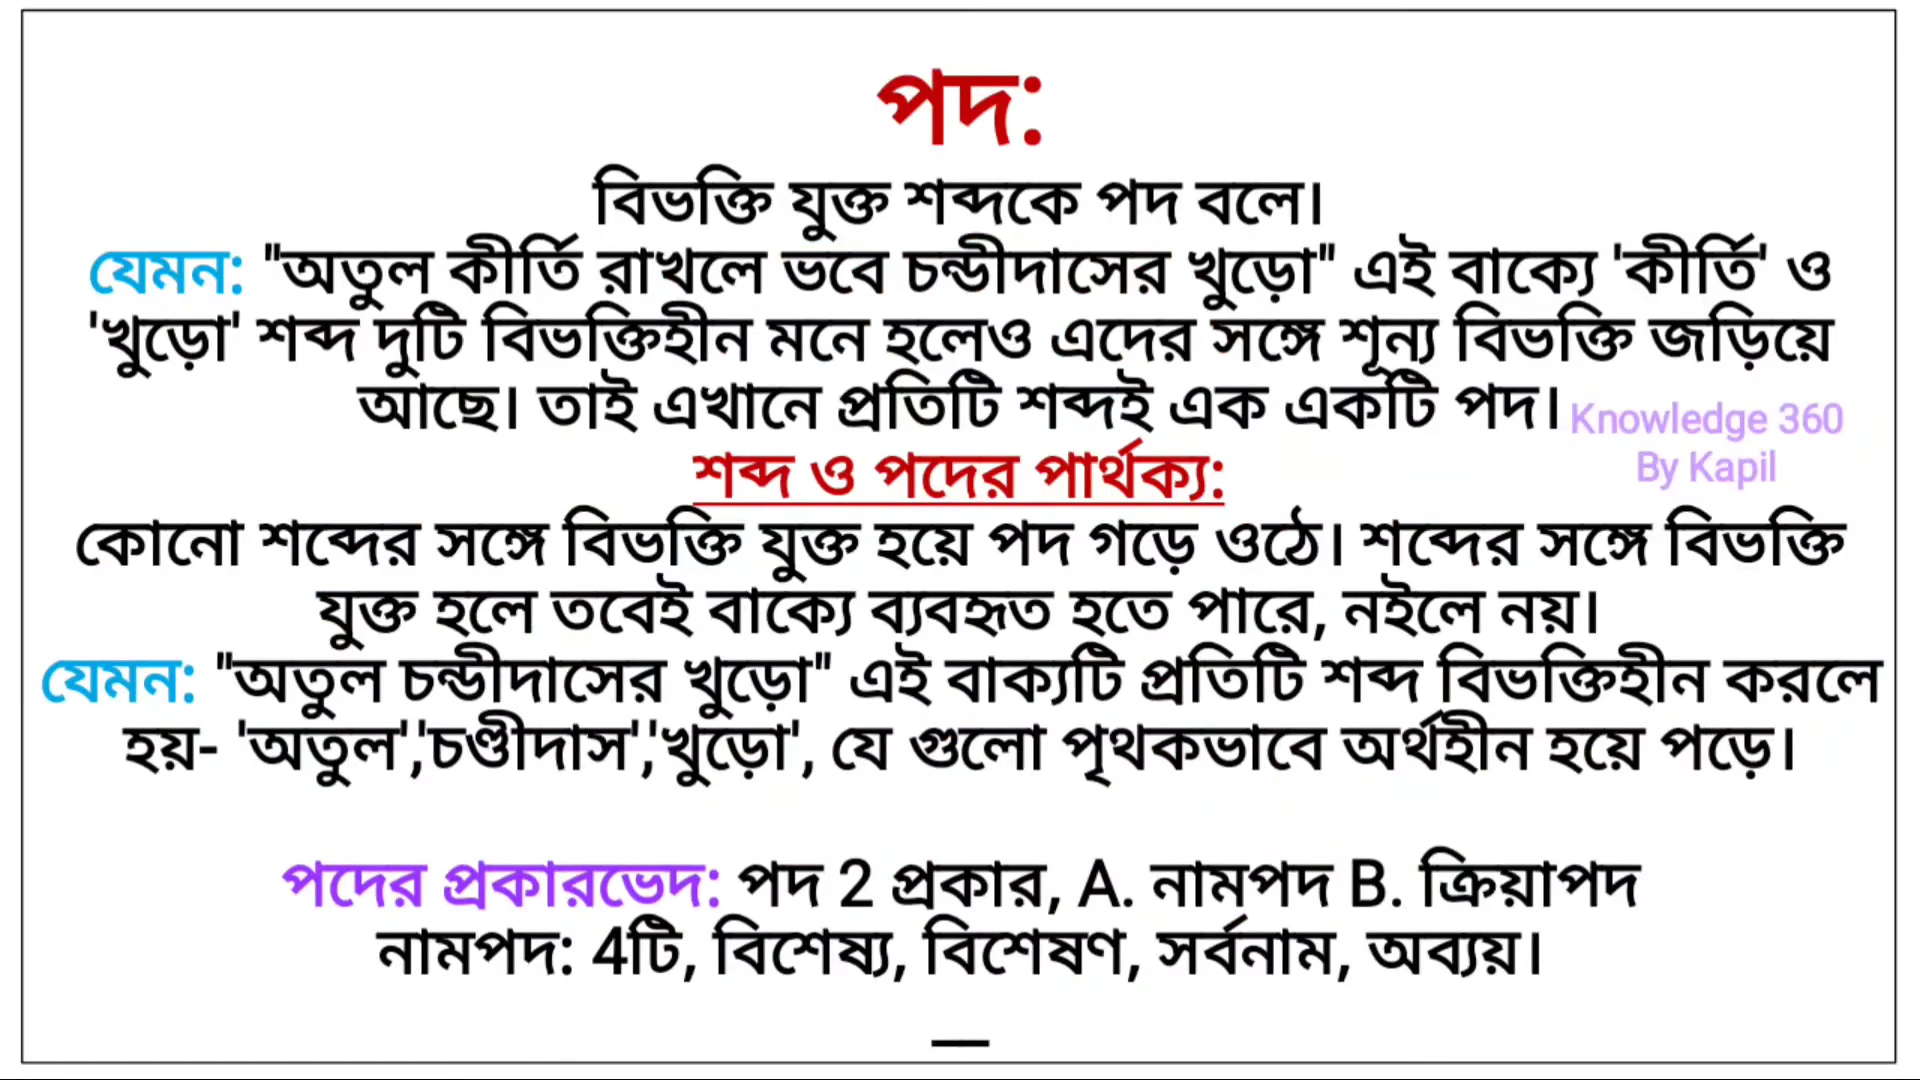 পদ:
বিভক্তি যুক্ত শব্দকে পদ বলে।
যেমন: "অতুল কীর্তি রাখলে ভবে চন্ডীদাসের খুড়ো" এই বাক্যে 'কীর্তি' ও
'খুড়ো' শব্দ দুটি বিভক্তিহীন মনে হলেও এদের সঙ্গে শূন্য বিভক্তি জড়িয়ে
আছে। তাই এখানে প্রতিটি শব্দই এক একটি পদ।
Knowledge 360
By Kapil
শব্দ ও পদের পার্থক্য:
কোনো শব্দের সঙ্গে বিভক্তি যুক্ত হয়ে পদ গড়ে ওঠে। শব্দের সঙ্গে বিভক্তি
যুক্ত হলে তবেই বাক্যে ব্যবহৃত হতে পারে, নইলে নয়।
যেমন: "অতুল চন্ডীদাসের খুড়ো" এই বাক্যটি প্রতিটি শব্দ বিভক্তিহীন করলে
হয়- 'অতুল','চণ্ডীদাস','খুড়ো', যে গুলো পৃথকভাবে অর্থহীন হয়ে পড়ে।
পদের প্রকারভেদ: পদ 2 প্রকার, A. নামপদ B. ক্রিয়াপদ
নামপদ: 4টি, বিশেষ্য, বিশেষণ, সর্বনাম, অব্যয়।